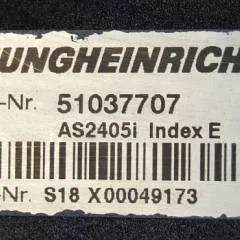 UNGHEINRICH
-Nr. 51037707
AS2405i Index E
-Nr. S18 X00049173